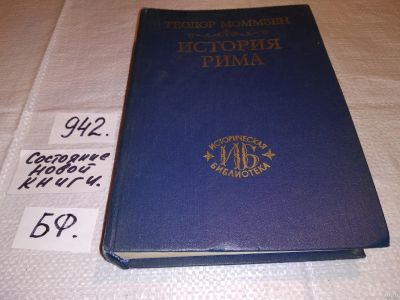 ТЕОДОР МОММЗЕН
ИСТОРИЯ
РИМА
ИСТОРИЧЕСКАЯ
ИБ
БИБЛИОТЕКА
942.
Состояние
новой
книги.
БФ.